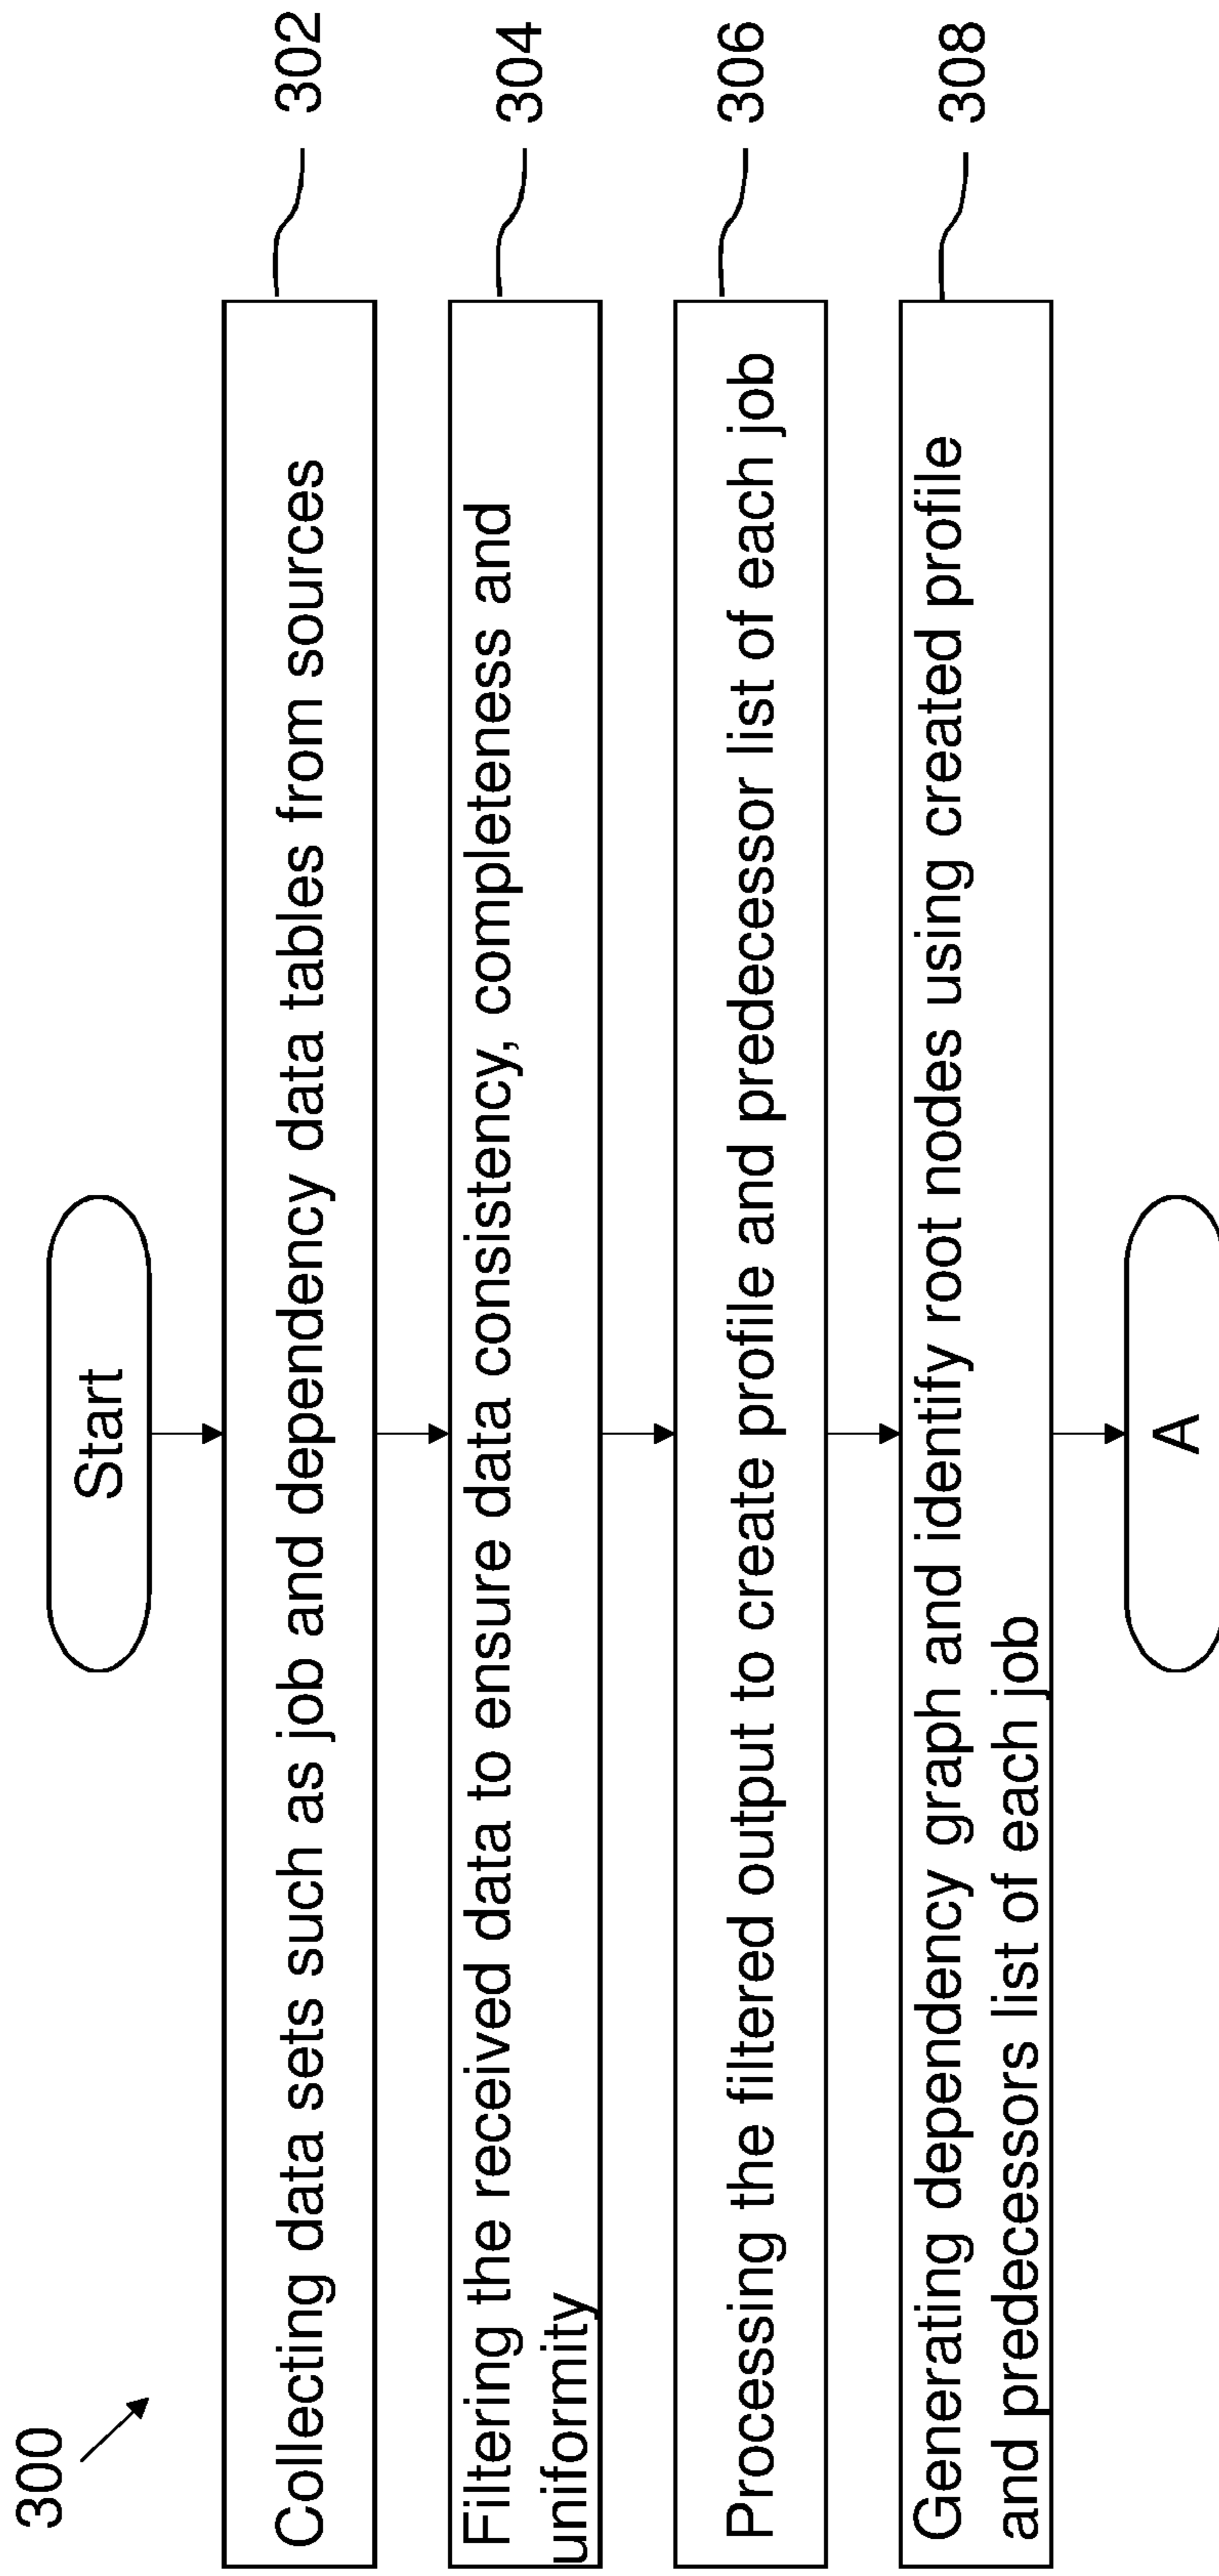 300
Start
Collecting data sets such as job and dependency data tables from sources
302
Filtering the received data to ensure data consistency, completeness and
uniformity
304
Processing the filtered output to create profile and predecessor list of each job
306
Generating dependency graph and identify root nodes using created profile
and predecessors list of each job
308
A